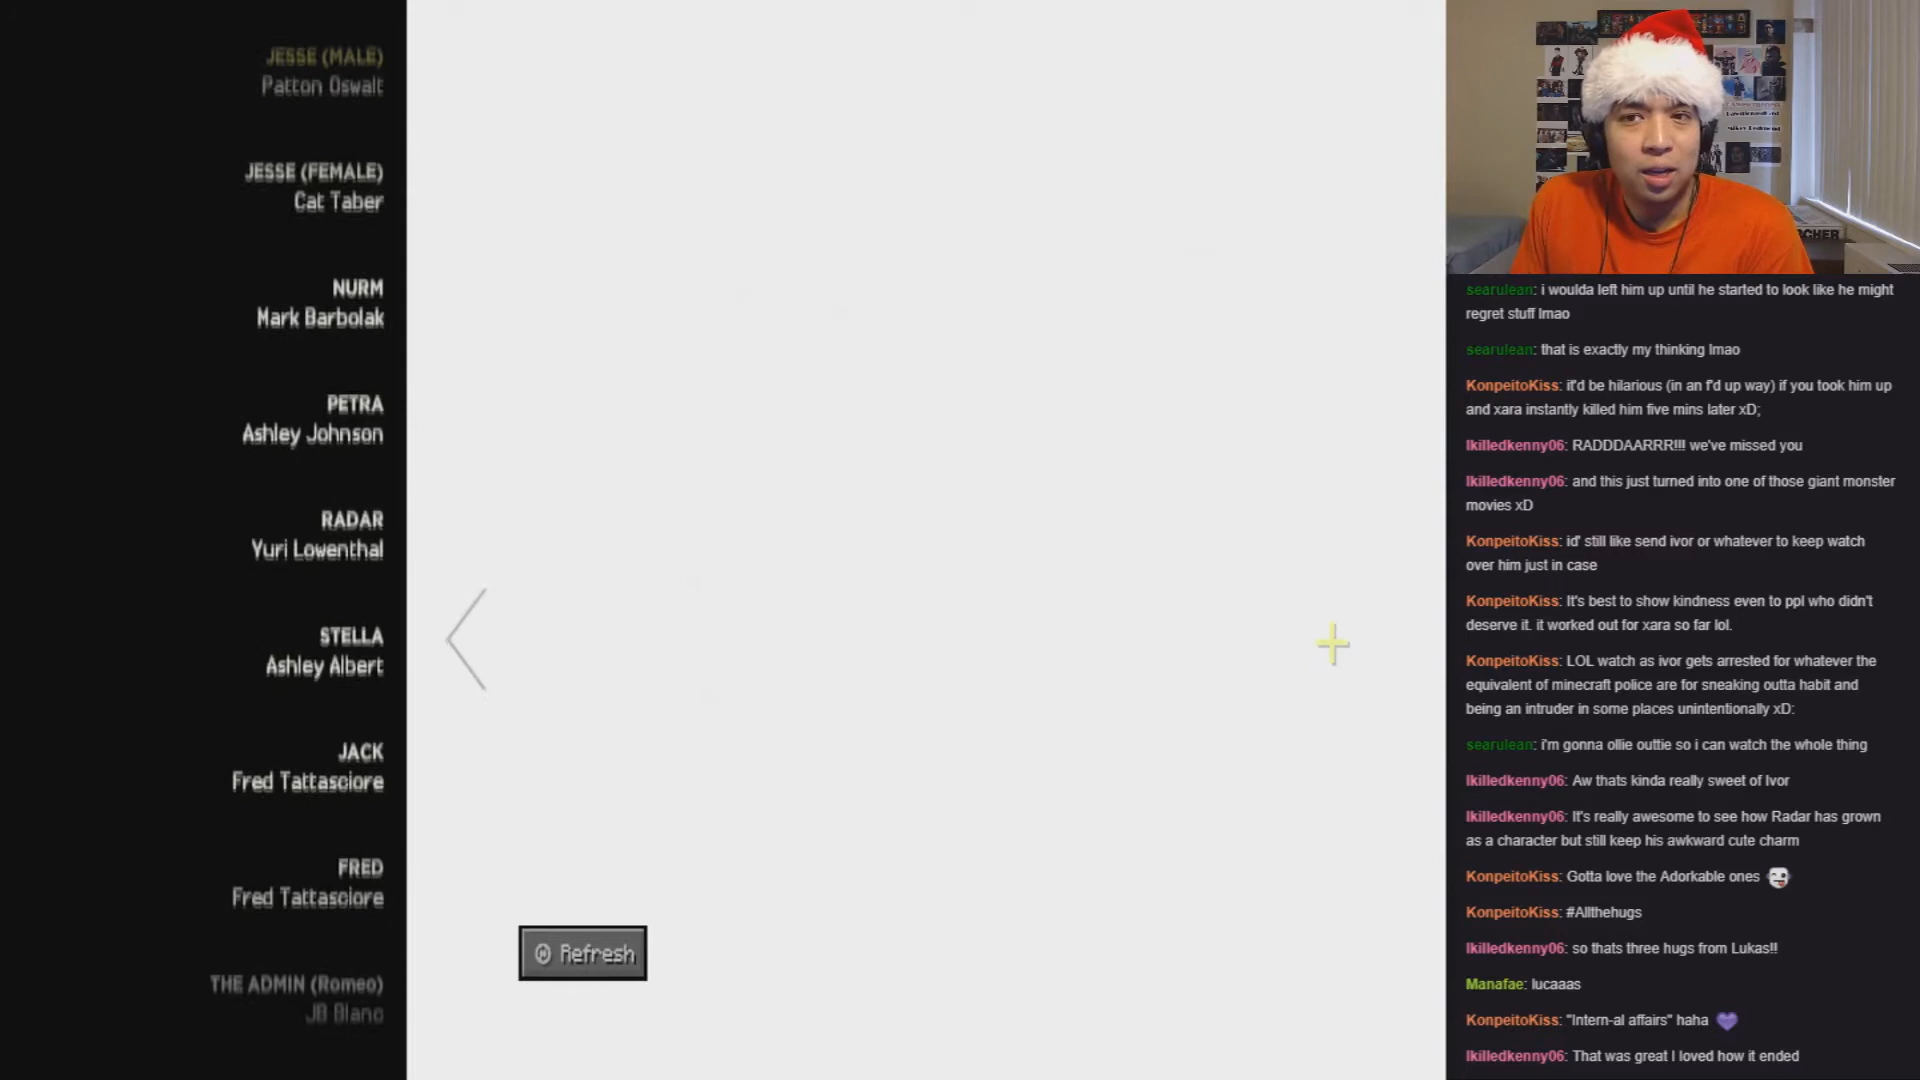 JESSE (MALE)
Patton Oswalt
JESSE (FEMALE)
Cat Taber
NURM
Mark Barbolak
PETRA
Ashley Johnson
RADAR
Yuri Lowenthal
STELLA
Ashley Albert
JACK
Fred Tattasciore
FRED
Fred Tattasciore
THE ADMIN (Romeo)
JB Blanc
Refresh
CHER
searulean: i woulda left him up until he started to look like he might
regret stuff lmao
searulean: that is exactly my thinking lmao
KonpeitoKiss: it'd be hilarious (in an f'd up way) if you took him up
and xara instantly killed him five mins later xD;
Ikilledkenny06: RADDDAARRR!!! we've missed you
Ikilledkenny06: and this just turned into one of those giant monster
movies xD
KonpeitoKiss: id' still like send ivor or whatever to keep watch
over him just in case
KonpeitoKiss: It's best to show kindness even to ppl who didn't
deserve it. it worked out for xara so far lol.
KonpeitoKiss: LOL watch as ivor gets arrested for whatever the
equivalent of minecraft police are for sneaking outta habit and
being an intruder in some places unintentionally xD:
searulean: i'm gonna ollie outtie so i can watch the whole thing
Ikilledkenny06: Aw thats kinda really sweet of Ivor
Ikilledkenny06: It's really awesome to see how Radar has grown
as a character but still keep his awkward cute charm
KonpeitoKiss: Gotta love the Adorkable ones
KonpeitoKiss: #Allthehugs
Ikilledkenny06: so thats three hugs from Lukas!!
Manafae: lucaaas
KonpeitoKiss: "Intern-al affairs" haha
Ikilledkenny06: That was great I loved how it ended